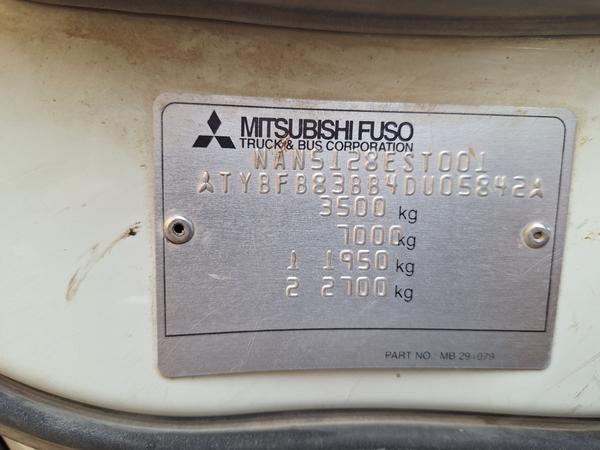 MITSUBISHI FUSO
TRUCK & BUS CORPORATION
NAN5128EST001
TYBFB83BB4DU05842
3500 kg
7000 kg
1 1950 kg
2 2700 kg
PART NO. MB 291079